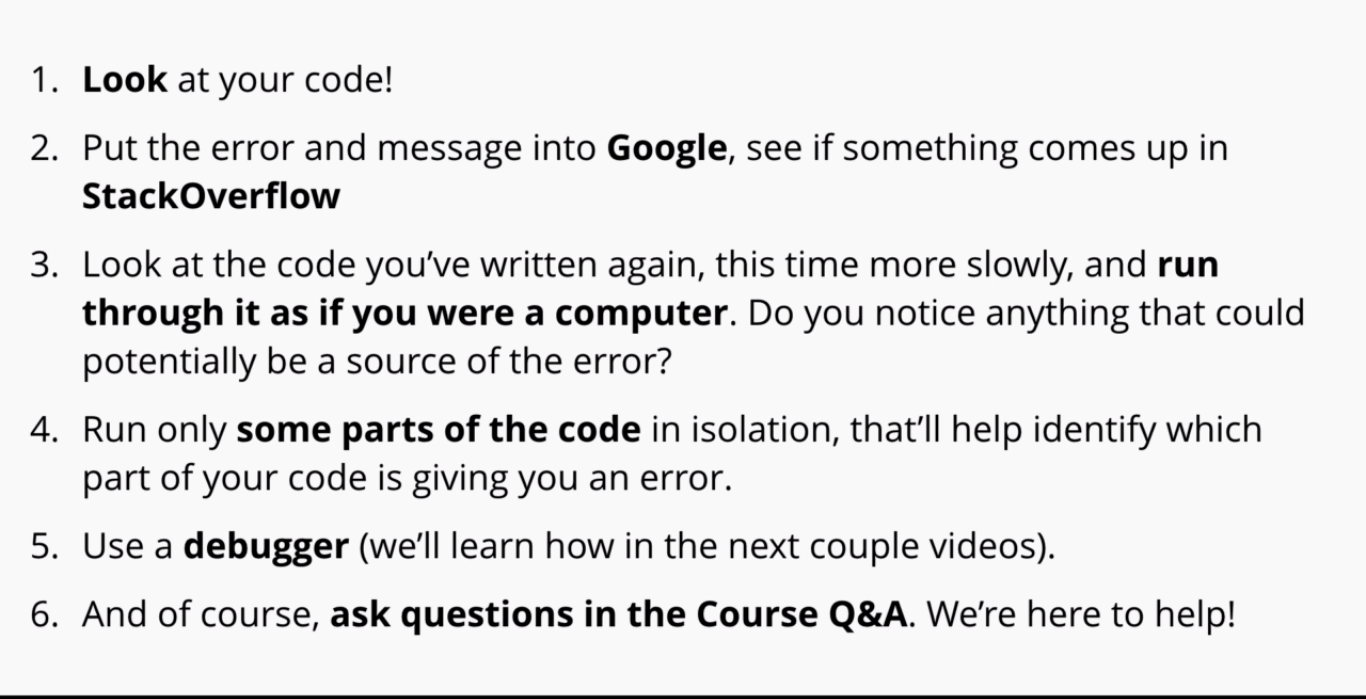 1. Look at your code!
2. Put the error and message into Google, see if something comes up in
StackOverflow
3. Look at the code you’ve written again, this time more slowly, and run
through it as if you were a computer. Do you notice anything that could
potentially be a source of the error?
4. Run only some parts of the code in isolation, that’ll help identify which
part of your code is giving you an error.
5. Use a debugger (we’ll learn how in the next couple videos).
6. And of course, ask questions in the Course Q&A. We’re here to help!